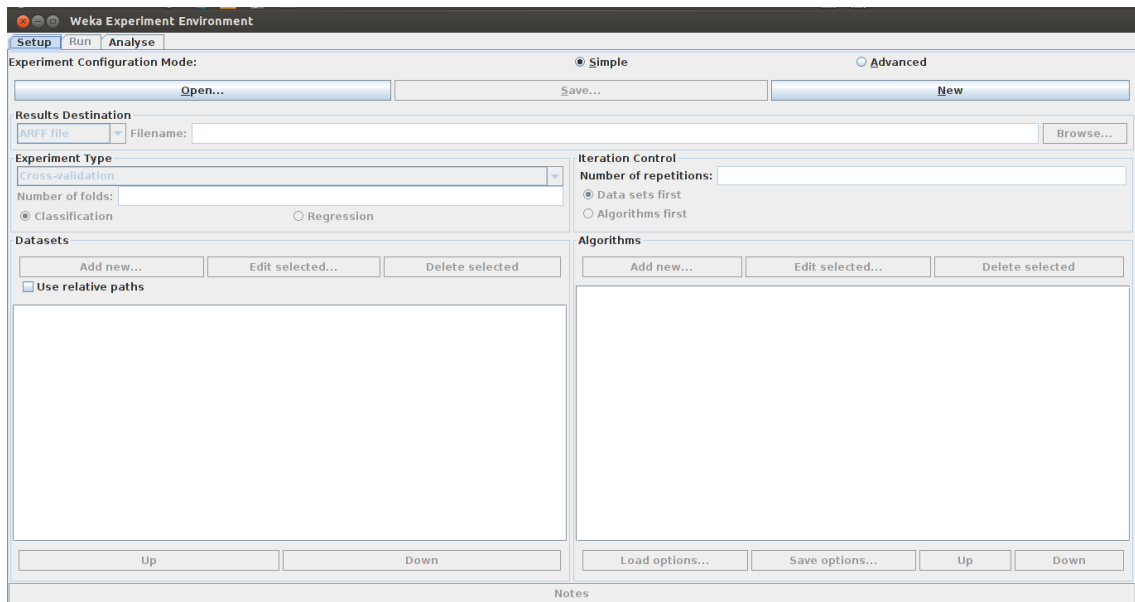 Weka Experiment Environment
Setup Run Analyse
Experiment Configuration Mode: Simple Advanced
Open... Save... New
Results Destination
ARFF file Filename: Browse...
Experiment Type Iteration Control
Cross-validation Number of repetitions:
Number of folds: Data sets first
Classification Regression Algorithms first
Datasets Algorithms
Add new... Edit selected... Delete selected Add new... Edit selected... Delete selected
Use relative paths
Up Down Load options... Save options... Up Down
Notes